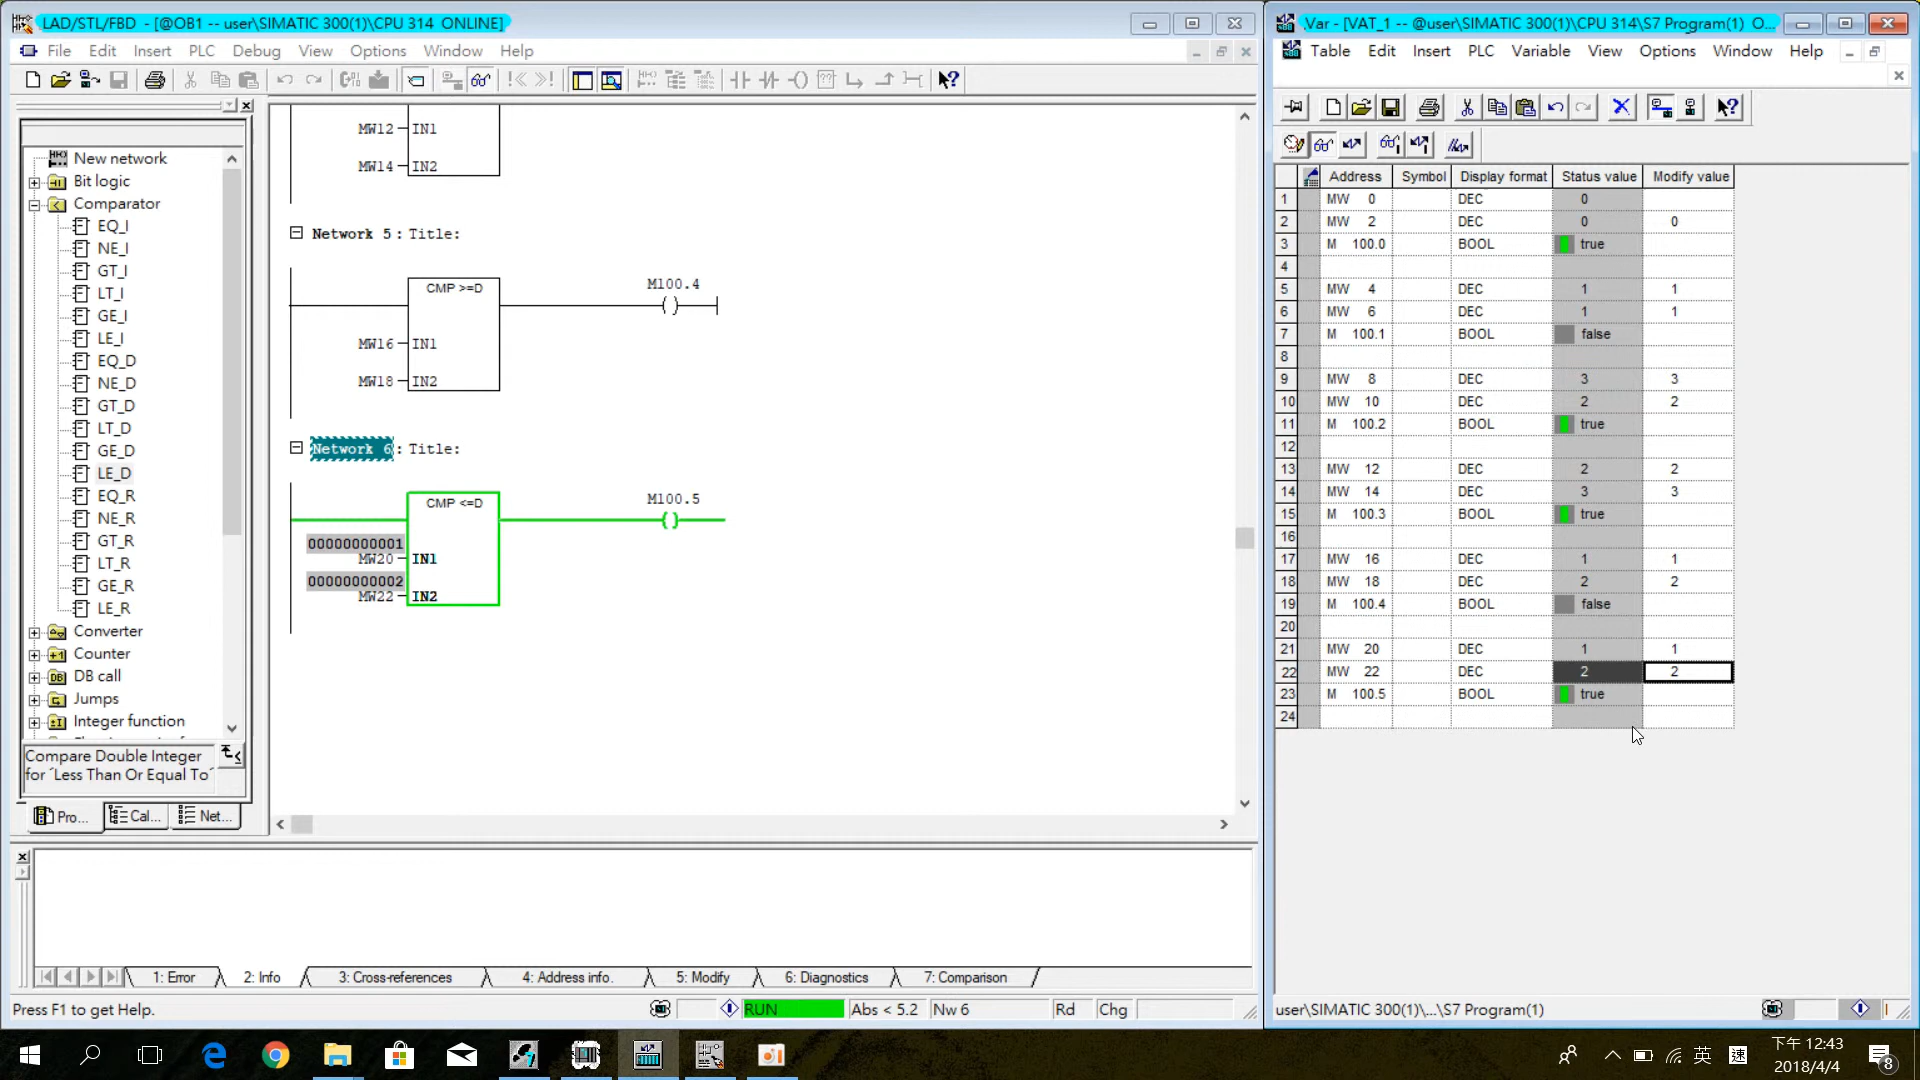 LAD/STL/FBD - [@OB1 -- user\SIMATIC 300(1)\CPU 314 ONLINE]
File Edit Insert PLC Debug View Options Window Help
New network
Bit logic
Comparator
EQ_I
NE_I
GT_I
LT_I
GE_I
LE_I
EQ_D
NE_D
GT_D
LT_D
GE_D
LE_D
EQ_R
NE_R
GT_R
LT_R
GE_R
LE_R
Converter
Counter
DB call
Jumps
Integer function
Compare Double Integer
for ´Less Than Or Equal To´
Pro... Cal... Net...
MW12 IN1
MW14 IN2
Network 5 : Title:
CMP >=D
M100.4
MW16 IN1
MW18 IN2
Network 6 : Title:
CMP <=D
M100.5
00000000001
MW20 IN1
00000000002
MW22 IN2
1: Error 2: Info 3: Cross-references 4: Address info. 5: Modify 6: Diagnostics 7: Comparison
Press F1 to get Help. RUN Abs < 5.2 Nw 6 Rd Chg
Var - [VAT_1 -- @user\SIMATIC 300(1)\CPU 314\S7 Program(1) O...
Table Edit Insert PLC Variable View Options Window Help
Address Symbol Display format Status value Modify value
1 MW 0 DEC 0
2 MW 2 DEC 0 0
3 M 100.0 BOOL true
4
5 MW 4 DEC 1 1
6 MW 6 DEC 1 1
7 M 100.1 BOOL false
8
9 MW 8 DEC 3 3
10 MW 10 DEC 2 2
11 M 100.2 BOOL true
12
13 MW 12 DEC 2 2
14 MW 14 DEC 3 3
15 M 100.3 BOOL true
16
17 MW 16 DEC 1 1
18 MW 18 DEC 2 2
19 M 100.4 BOOL false
20
21 MW 20 DEC 1 1
22 MW 22 DEC 2 2
23 M 100.5 BOOL true
24
user\SIMATIC 300(1)\...\S7 Program(1)
英 速 下午 12:43
2018/4/4 8